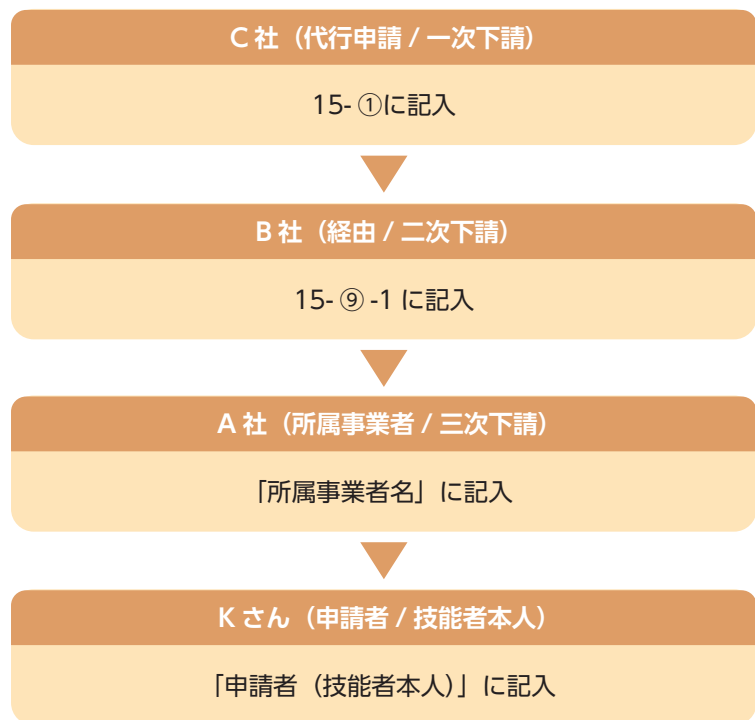 C 社（代行申請 / 一次下請）
15- ①に記入
B 社（経由 / 二次下請）
15- ⑨ -1 に記入
A 社（所属事業者 / 三次下請）
「所属事業者名」に記入
K さん（申請者 / 技能者本人）
「申請者（技能者本人）」に記入